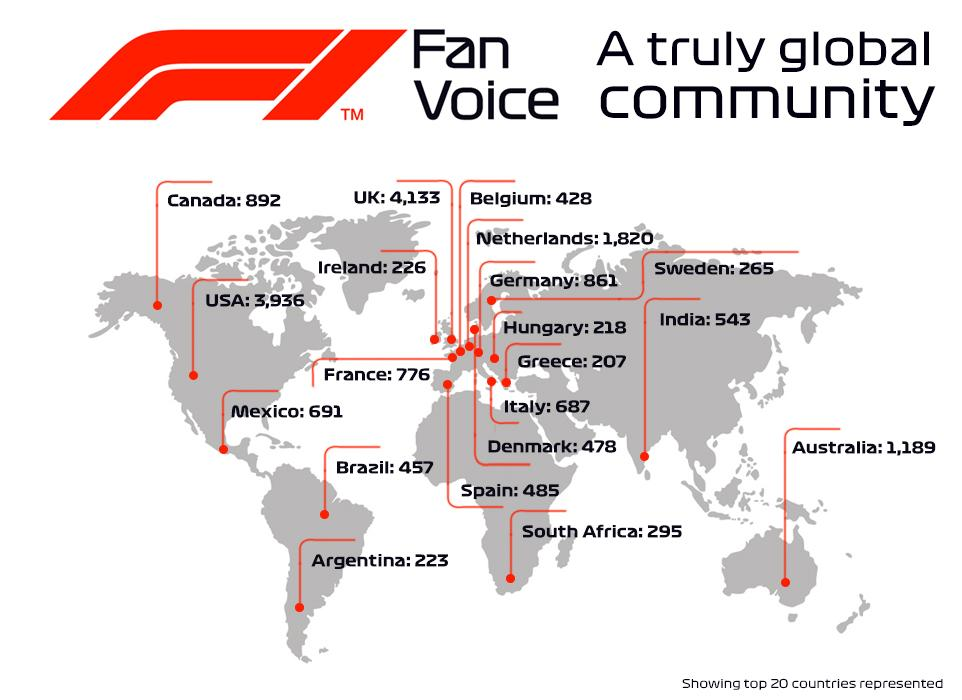 F1
TM
Fan
Voice
A truly global
community
Canada: 892
UK: 4,133
Belgium: 428
Netherlands: 1,820
Ireland: 226
Sweden: 265
Germany: 861
USA: 3,936
India: 543
Hungary: 218
Greece: 207
France: 776
Mexico: 691
Italy: 687
Denmark: 478
Australia: 1,189
Brazil: 457
Spain: 485
South Africa: 295
Argentina: 223
Showing top 20 countries represented